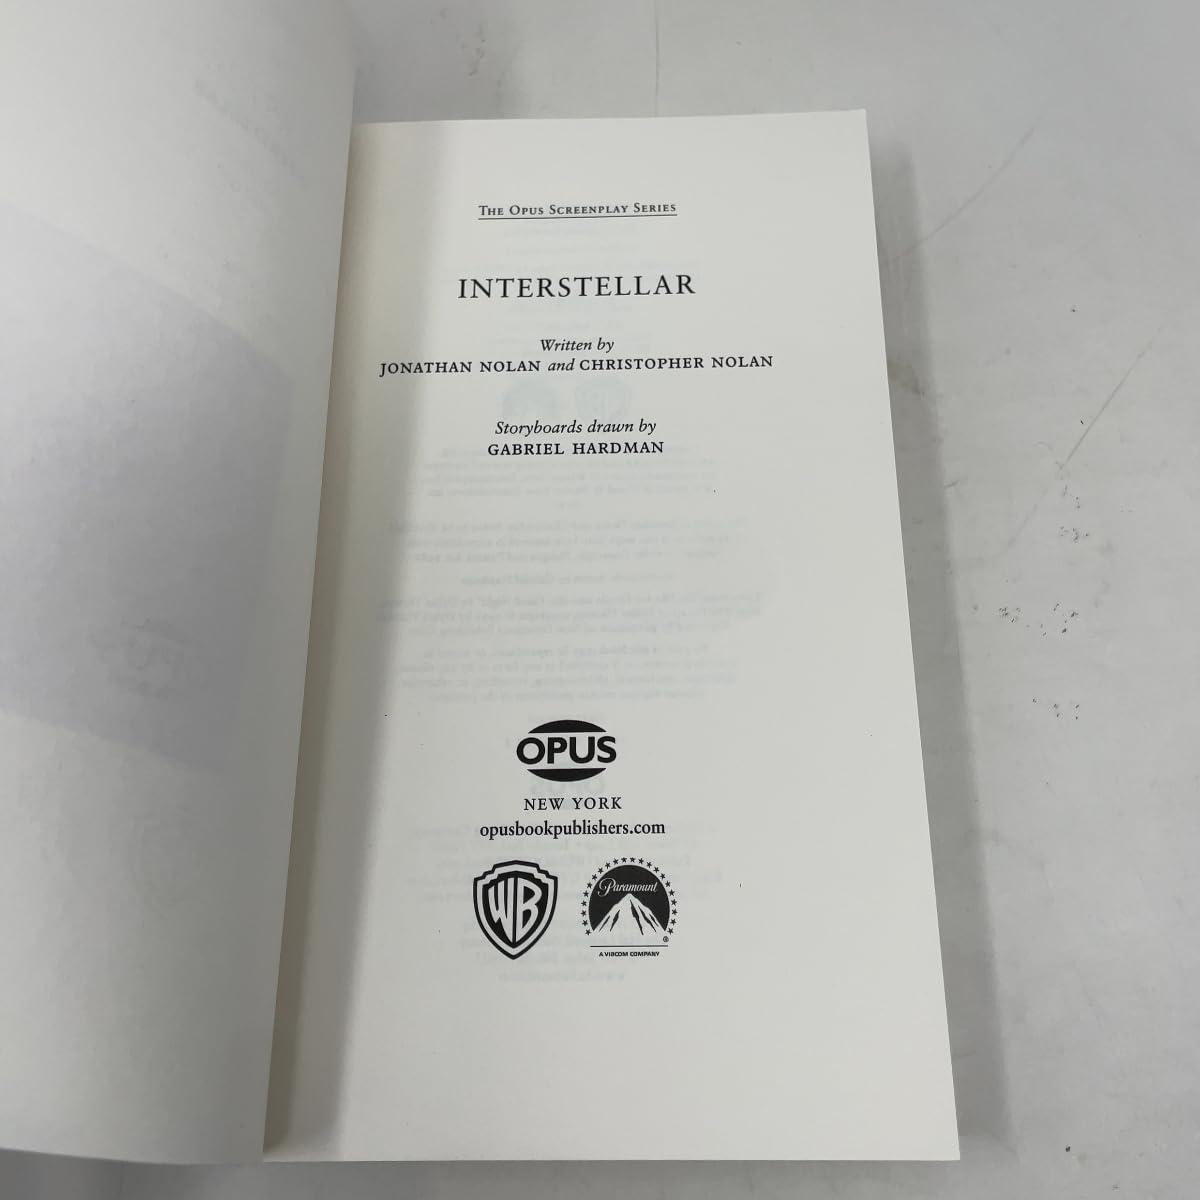 THE OPUS SCREENPLAY SERIES
INTERSTELLAR
Written by
JONATHAN NOLAN and CHRISTOPHER NOLAN
Storyboards drawn by
GABRIEL HARDMAN
OPUS
NEW YORK
opusbookpublishers.com
WB
Paramount
®
A VIACOM COMPANY